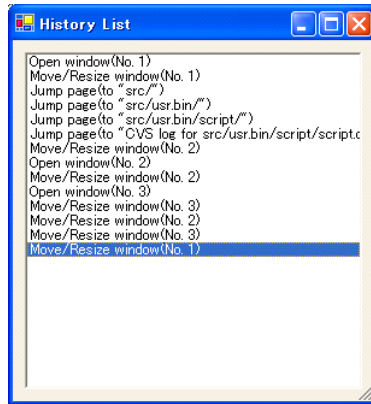 History List
Open window(No. 1)
Move/Resize window(No. 1)
Jump page(to "src/")
Jump page(to "src/usr.bin/")
Jump page(to "src/usr.bin/script/")
Jump page(to "CVS log for src/usr.bin/script/script.c
Move/Resize window(No. 2)
Open window(No. 2)
Move/Resize window(No. 2)
Open window(No. 3)
Move/Resize window(No. 3)
Move/Resize window(No. 2)
Move/Resize window(No. 3)
Move/Resize window(No. 1)